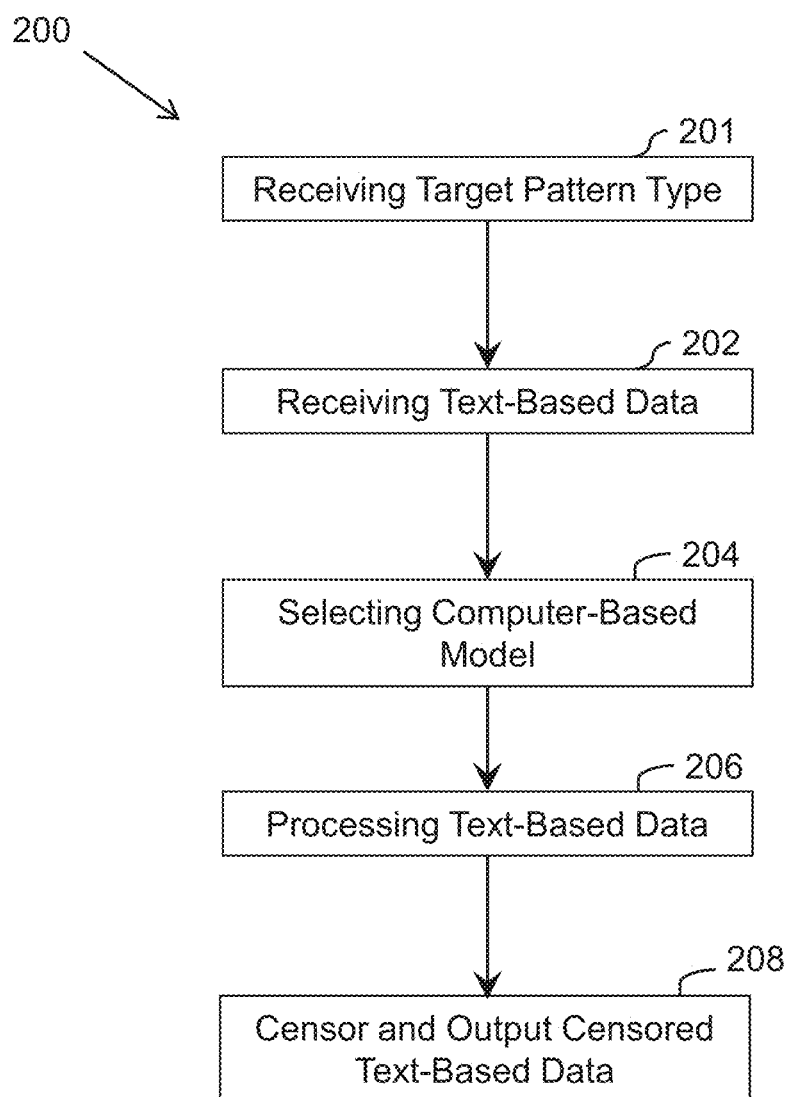 200
201
Receiving Target Pattern Type
202
Receiving Text-Based Data
204
Selecting Computer-Based
Model
206
Processing Text-Based Data
208
Censor and Output Censored
Text-Based Data